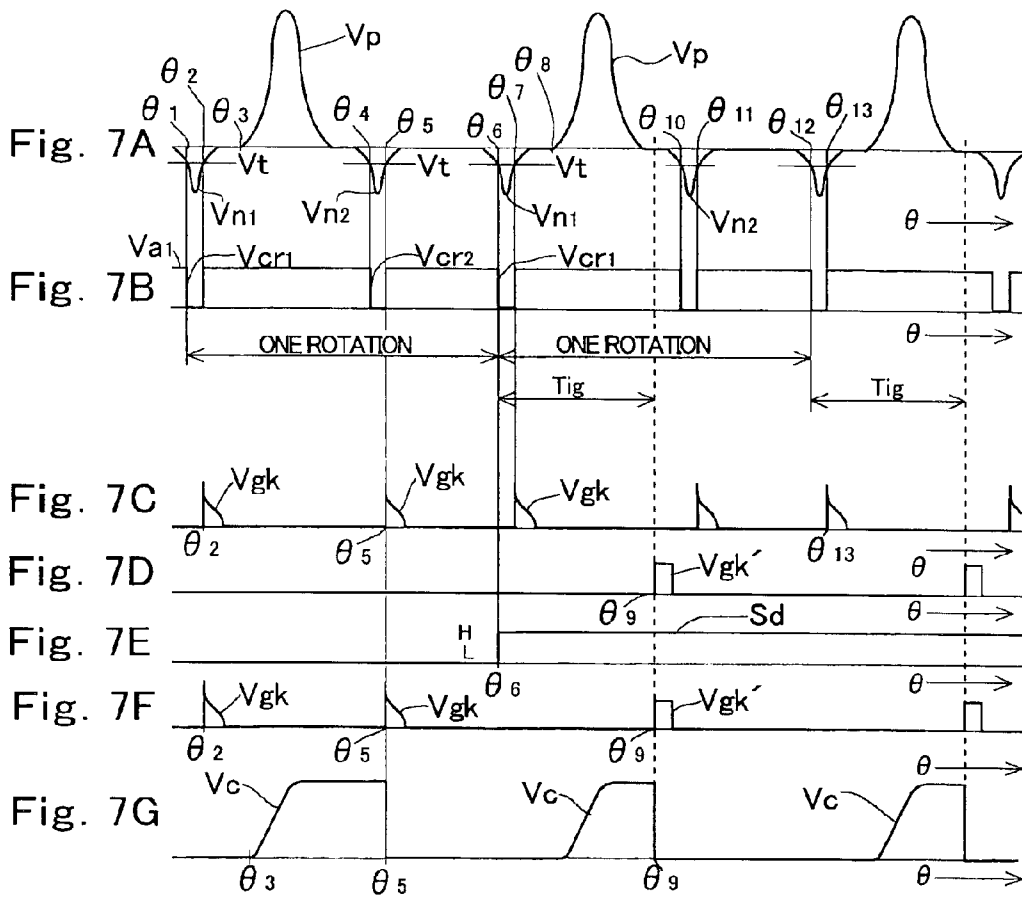 Fig. 7A
θ1 θ2 θ3 Vp θ4 θ5 θ6 θ7 θ8 Vp θ10 θ11 θ12 θ13
Vt Vt Vt Vt
Vn1 Vn2 Vn1 Vn2 θ
Fig. 7B
Va1 Vcr1 Vcr2 Vcr1
θ
ONE ROTATION ONE ROTATION
Tig Tig
Fig. 7C
Vgk Vgk Vgk
θ2 θ5 θ13
θ
Fig. 7D
Vgk´
θ9 θ
Fig. 7E
H
L
Sd
θ6 θ
Fig. 7F
Vgk Vgk Vgk´
θ2 θ5 θ9
θ
Fig. 7G
Vc Vc Vc
θ3 θ5 θ9 θ